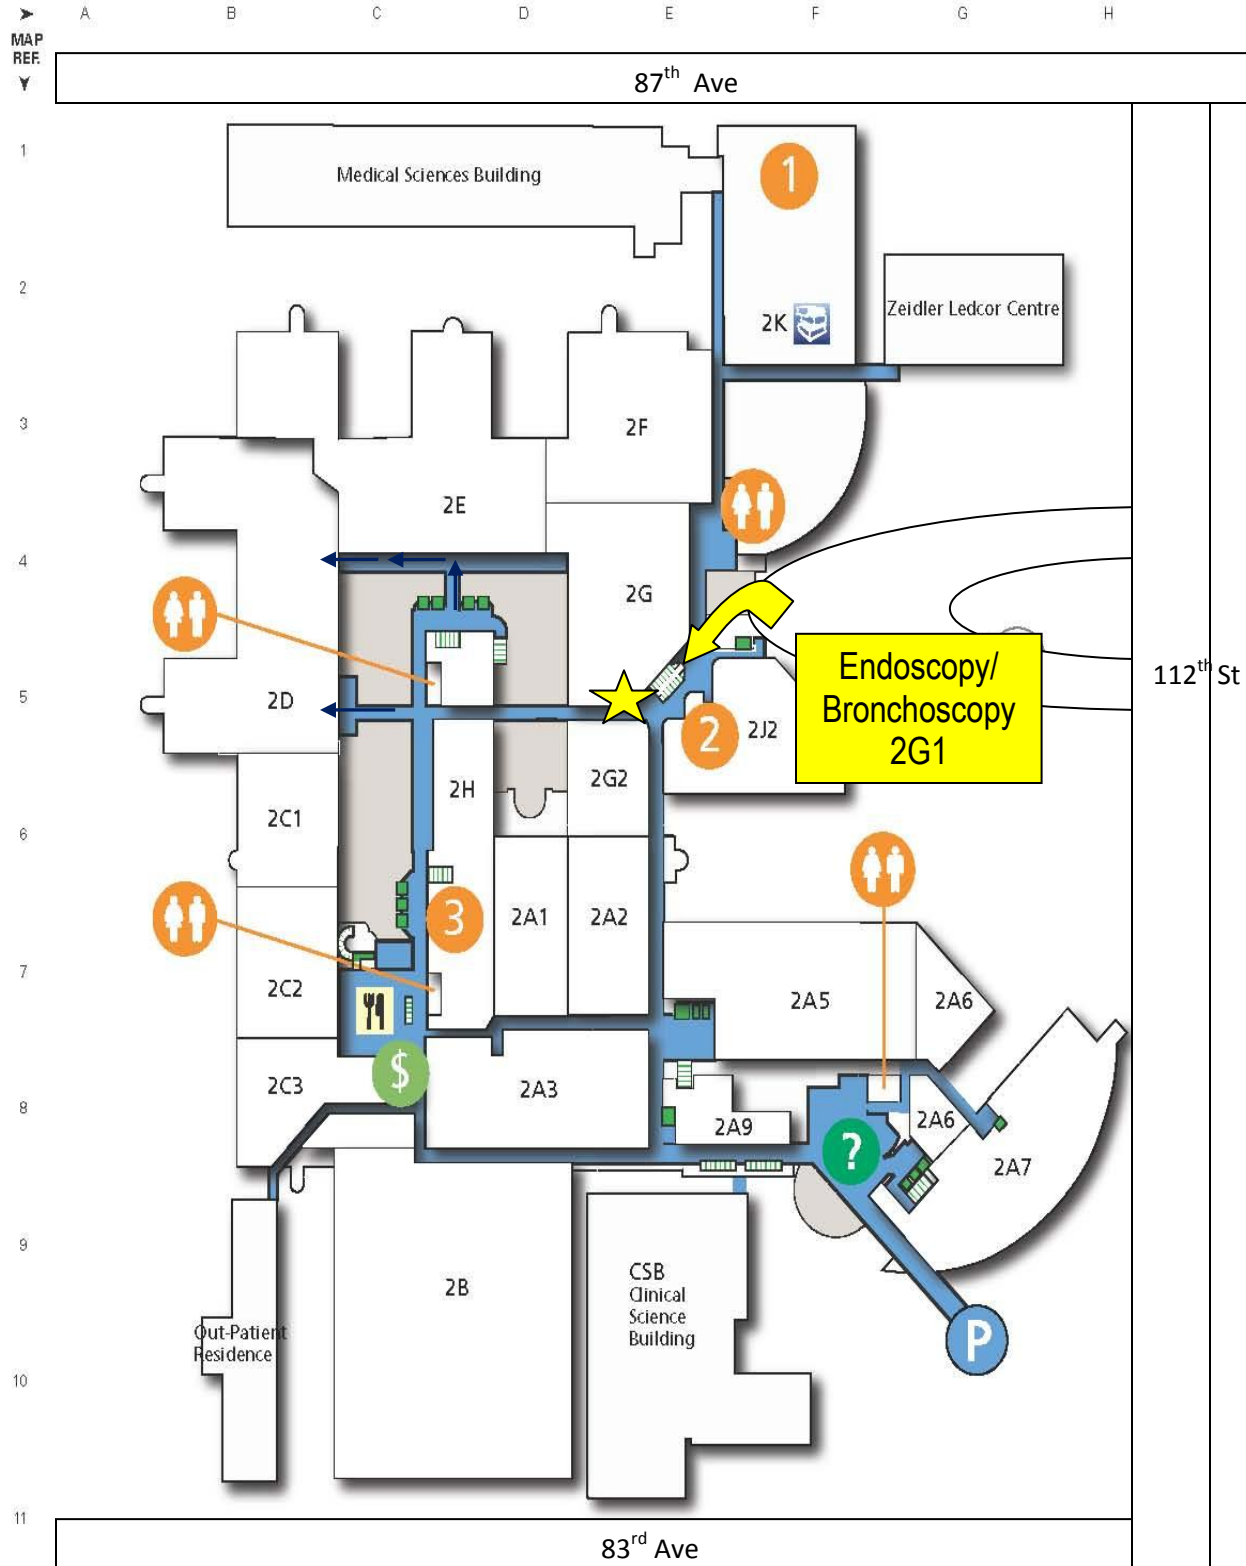 A B C D E F G H
MAP
REF.
87th Ave
1
Medical Sciences Building
1
2
2K
Zeidler Ledcor Centre
3
2F
2E
4
2G
Endoscopy/
Bronchoscopy
2G1
112th St
5
2D
2
2J2
2H
2G2
2C1
6
3
2A1
2A2
7
2C2
2A5
2A6
$
2C3
2A3
8
2A9
?
2A6
2A7
9
2B
CSB
Clinical
Science
Building
Out-Patient
Residence
P
10
11
83rd Ave